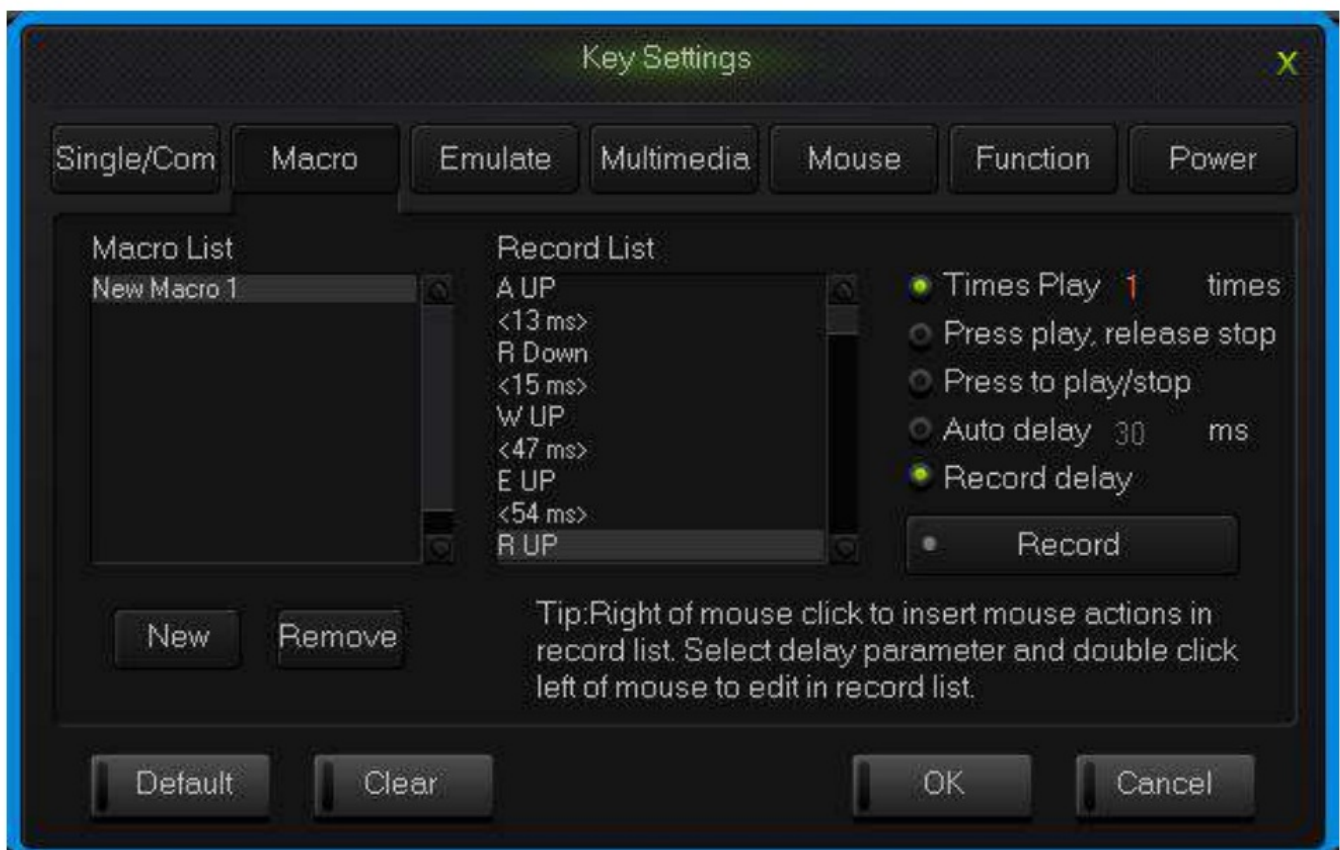 Key Settings
X
Single/Com
Macro
Emulate
Multimedia
Mouse
Function
Power
Macro List
New Macro 1
Record List
A UP
<13 ms>
R Down
<15 ms>
W UP
<47 ms>
E UP
<54 ms>
R UP
Times Play 1 times
Press play, release stop
Press to play/stop
Auto delay 30 ms
Record delay
Record
New
Remove
Tip:Right of mouse click to insert mouse actions in
record list. Select delay parameter and double click
left of mouse to edit in record list.
Default
Clear
OK
Cancel